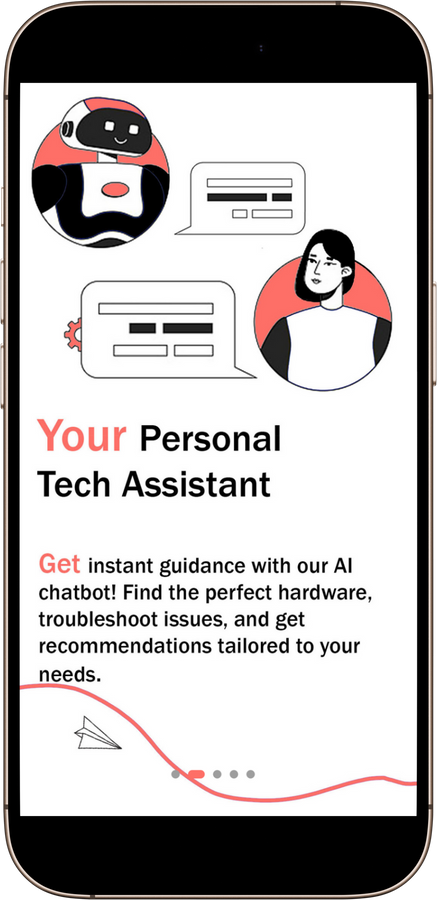 Your Personal
Tech Assistant
Get instant guidance with our AI
chatbot! Find the perfect hardware,
troubleshoot issues, and get
recommendations tailored to your
needs.